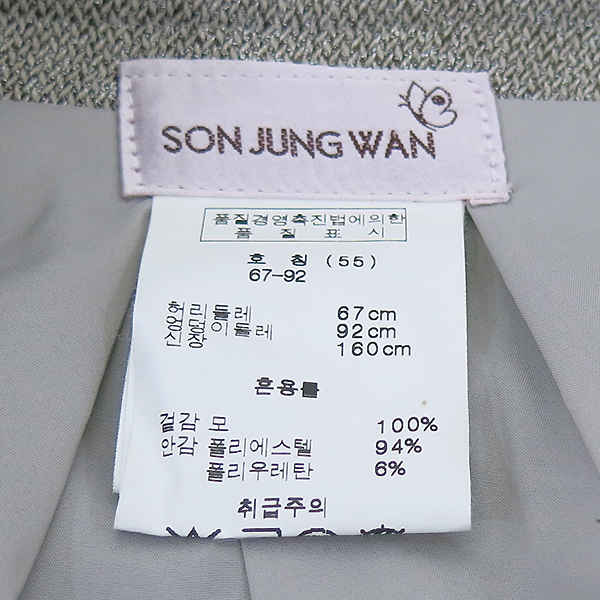 SON JUNG WAN
품질경영촉진법에의한
품 질 표 시
호 칭 (55)
67-92
허리둘레 67cm
엉덩이둘레 92cm
신장 160cm
혼용률
겉감 모 100%
안감 폴리에스텔 94%
폴리우레탄 6%
취급주의